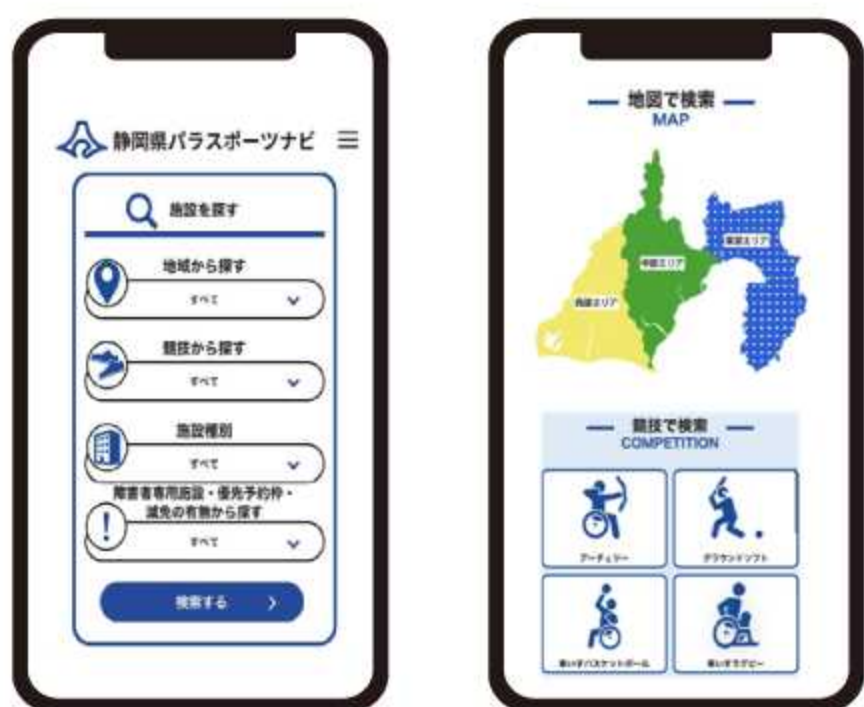 静岡県パラスポーツナビ
施設を探す
地域から探す
すべて
競技から探す
すべて
施設種別
すべて
障害者専用施設・優先予約枠・
減免の有無から探す
すべて
検索する
地図で検索
MAP
東部エリア
中部エリア
西部エリア
競技で検索
COMPETITION
アーチェリー
グラウンドソフト
車いすバスケットボール
車いすラグビー